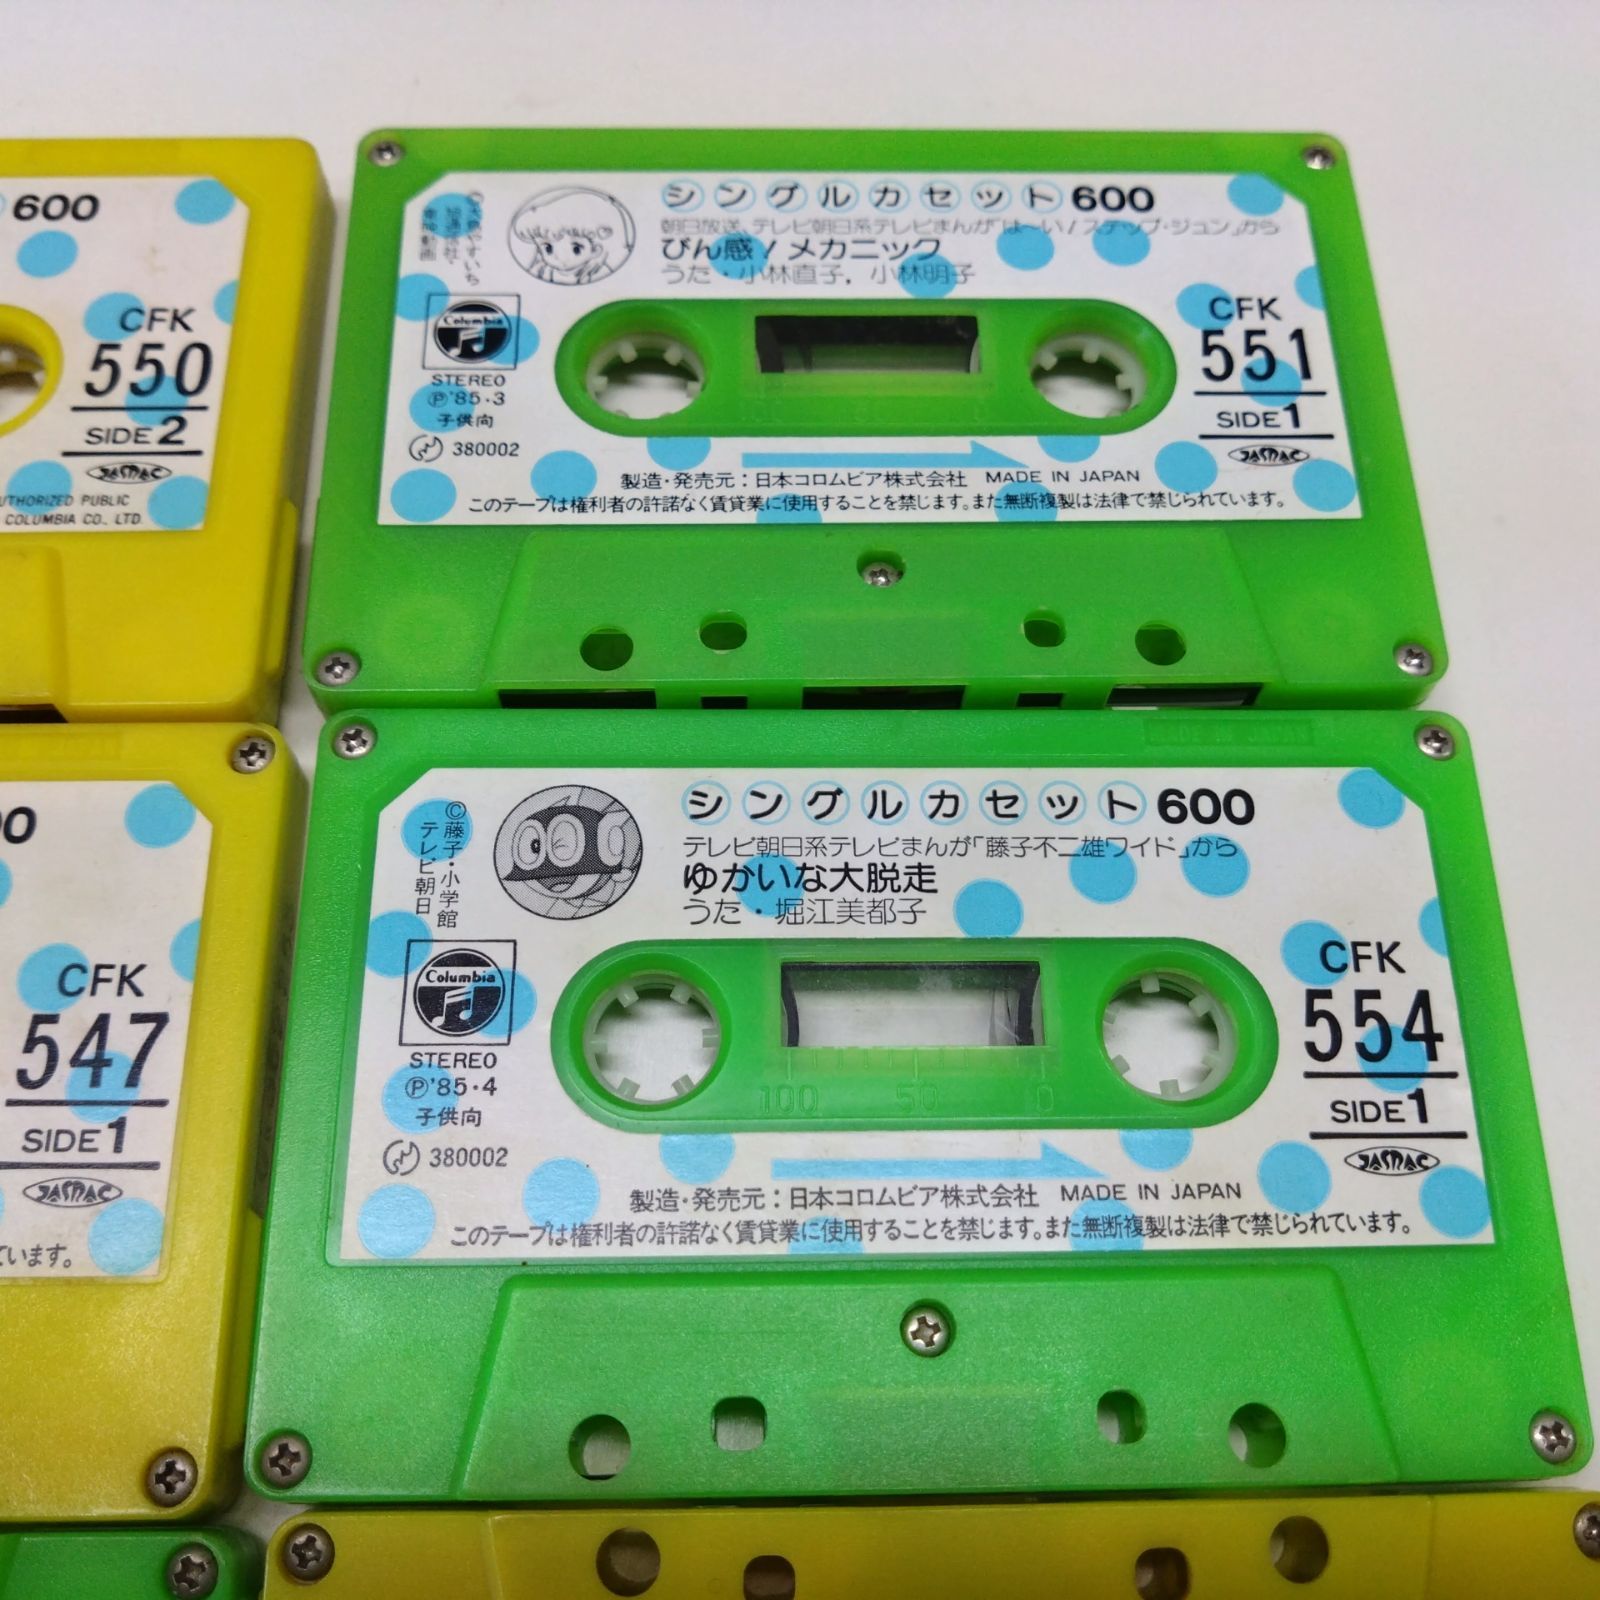 600
CFK
550
SIDE 2
JASRAC
AUTHORIZED PUBLIC
COLUMBIA CO., LTD.
シングルカセット600
朝日放送、テレビ朝日系テレビまんが「は〜い!ステップ・ジュン」から
びん感!メカニック
うた・小林直子,小林明子
東映動画
Columbia
STEREO
Ⓟ'85・3
子供向
380002
CFK
551
SIDE 1
JASRAC
製造・発売元:日本コロムビア株式会社 MADE IN JAPAN
このテープは権利者の許諾なく賃貸業に使用することを禁じます。また無断複製は法律で禁じられています。
00
CFK
547
SIDE 1
JASRAC
ています。
シングルカセット600
テレビ朝日系テレビまんが「藤子不二雄ワイド」から
ゆかいな大脱走
うた・堀江美都子
©藤子・小学館
テレビ朝日
Columbia
STEREO
Ⓟ'85・4
子供向
380002
100 50 0
CFK
554
SIDE 1
JASRAC
製造・発売元:日本コロムビア株式会社 MADE IN JAPAN
このテープは権利者の許諾なく賃貸業に使用することを禁じます。また無断複製は法律で禁じられています。